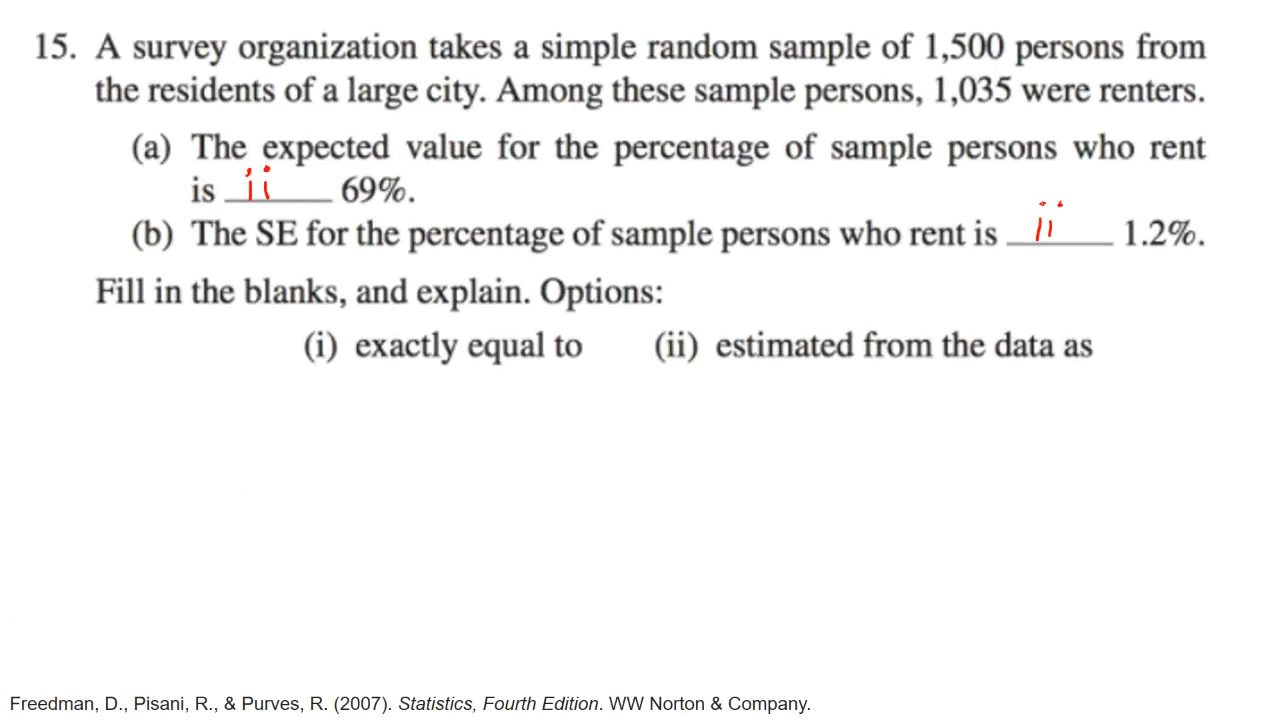 15. A survey organization takes a simple random sample of 1,500 persons from
the residents of a large city. Among these sample persons, 1,035 were renters.
(a) The expected value for the percentage of sample persons who rent
is ii 69%.
(b) The SE for the percentage of sample persons who rent is ii 1.2%.
Fill in the blanks, and explain. Options:
(i) exactly equal to (ii) estimated from the data as
Freedman, D., Pisani, R., & Purves, R. (2007). Statistics, Fourth Edition. WW Norton & Company.